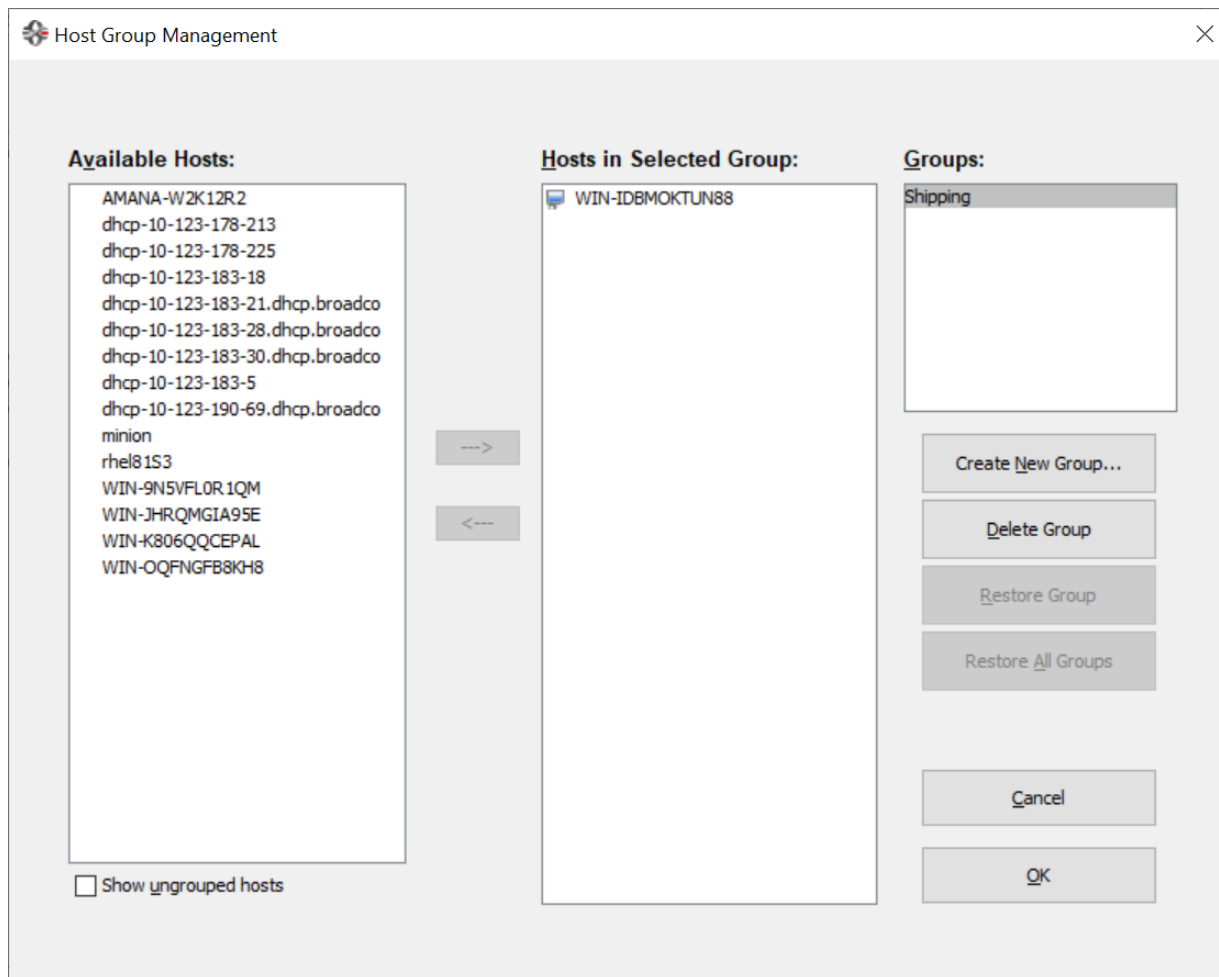 Host Group Management
Available Hosts:
AMANA-W2K12R2
dhcp-10-123-178-213
dhcp-10-123-178-225
dhcp-10-123-183-18
dhcp-10-123-183-21.dhcp.broadco
dhcp-10-123-183-28.dhcp.broadco
dhcp-10-123-183-30.dhcp.broadco
dhcp-10-123-183-5
dhcp-10-123-190-69.dhcp.broadco
minion
rhel81S3
WIN-9N5VFL0R1QM
WIN-JHRQMGIA95E
WIN-K806QQCEPAL
WIN-OQFNGFB8KH8
Show ungrouped hosts
--->
<---
Hosts in Selected Group:
WIN-IDBMOKTUN88
Groups:
Shipping
Create New Group...
Delete Group
Restore Group
Restore All Groups
Cancel
OK